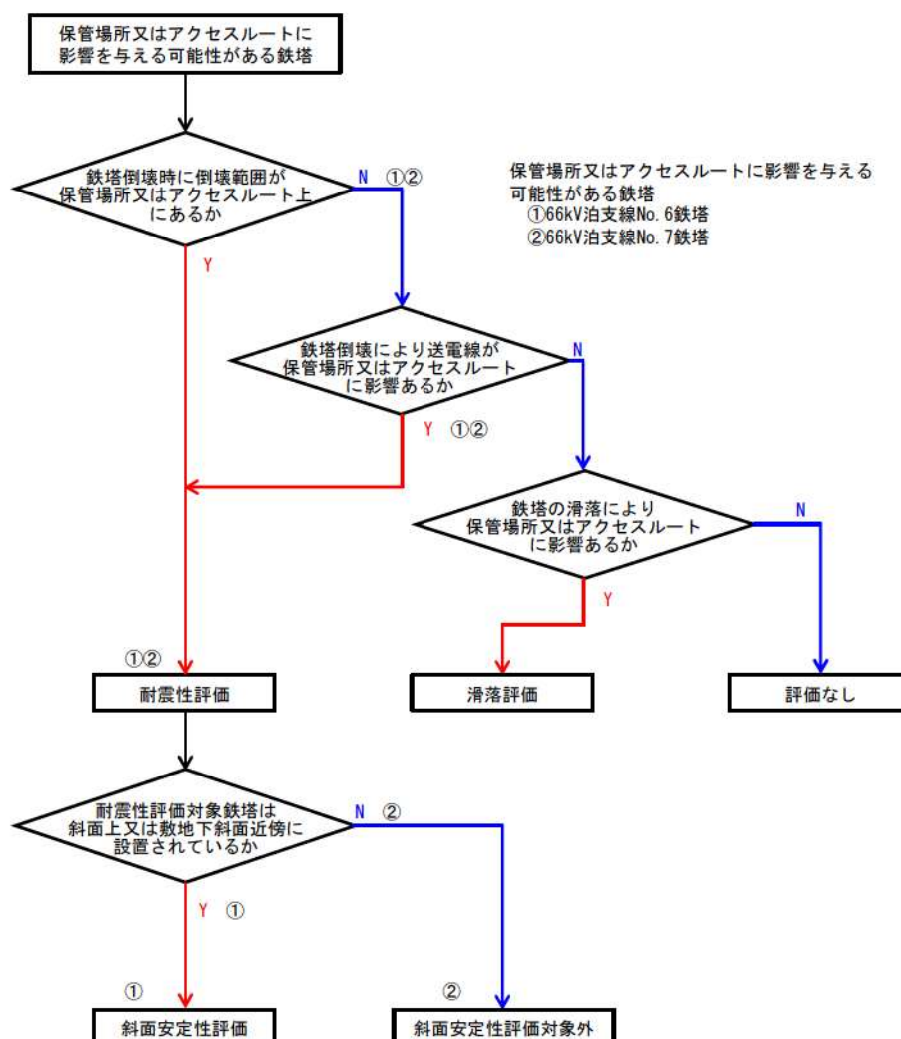 保管場所又はアクセスルートに
影響を与える可能性がある鉄塔
鉄塔倒壊時に倒壊範囲が
保管場所又はアクセスルート上
にあるか
N ①②
Y
保管場所又はアクセスルートに影響を与える
可能性がある鉄塔
①66kV泊支線No.6鉄塔
②66kV泊支線No.7鉄塔
鉄塔倒壊により送電線が
保管場所又はアクセスルート
に影響あるか
N
Y ①②
鉄塔の滑落により
保管場所又はアクセスルート
に影響あるか
N
Y
①②
耐震性評価
滑落評価
評価なし
耐震性評価対象鉄塔は
斜面上又は敷地下斜面近傍に
設置されているか
N ②
Y ①
①
斜面安定性評価
②
斜面安定性評価対象外